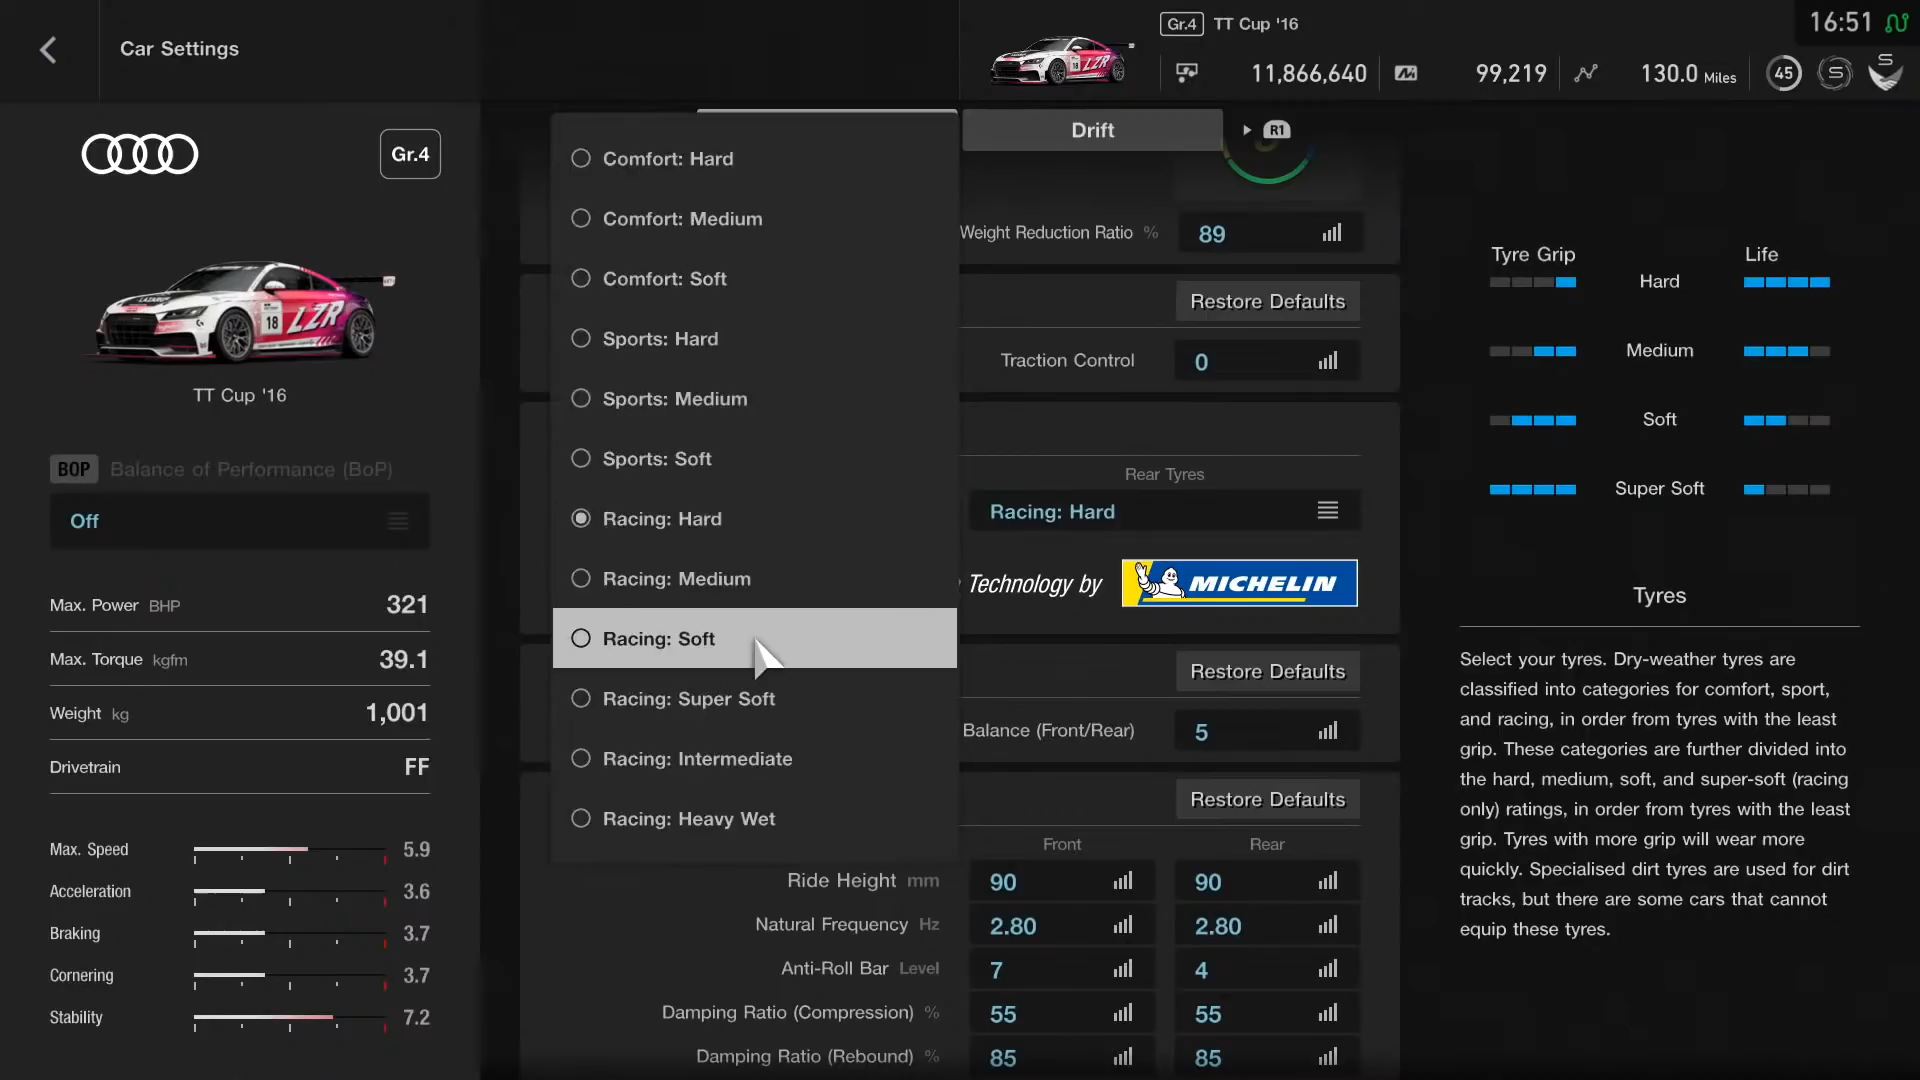 Car Settings
Gr.4 TT Cup '16
16:51
11,866,640
99,219
130.0 Miles
45
S
S
Gr.4
18
LZR
TT Cup '16
BOP Balance of Performance (BoP)
Off
Max. Power BHP 321
Max. Torque kgfm 39.1
Weight kg 1,001
Drivetrain FF
Max. Speed 5.9
Acceleration 3.6
Braking 3.7
Cornering 3.7
Stability 7.2
Comfort: Hard
Comfort: Medium
Comfort: Soft
Sports: Hard
Sports: Medium
Sports: Soft
Racing: Hard
Racing: Medium
Racing: Soft
Racing: Super Soft
Racing: Intermediate
Racing: Heavy Wet
Drift
R1
Weight Reduction Ratio % 89
Restore Defaults
Traction Control 0
Rear Tyres
Racing: Hard
Technology by MICHELIN
Restore Defaults
Balance (Front/Rear) 5
Restore Defaults
Front Rear
Ride Height mm 90 90
Natural Frequency Hz 2.80 2.80
Anti-Roll Bar Level 7 4
Damping Ratio (Compression) % 55 55
Damping Ratio (Rebound) % 85 85
Tyre Grip Life
Hard
Medium
Soft
Super Soft
Tyres
Select your tyres. Dry-weather tyres are
classified into categories for comfort, sport,
and racing, in order from tyres with the least
grip. These categories are further divided into
the hard, medium, soft, and super-soft (racing
only) ratings, in order from tyres with the least
grip. Tyres with more grip will wear more
quickly. Specialised dirt tyres are used for dirt
tracks, but there are some cars that cannot
equip these tyres.